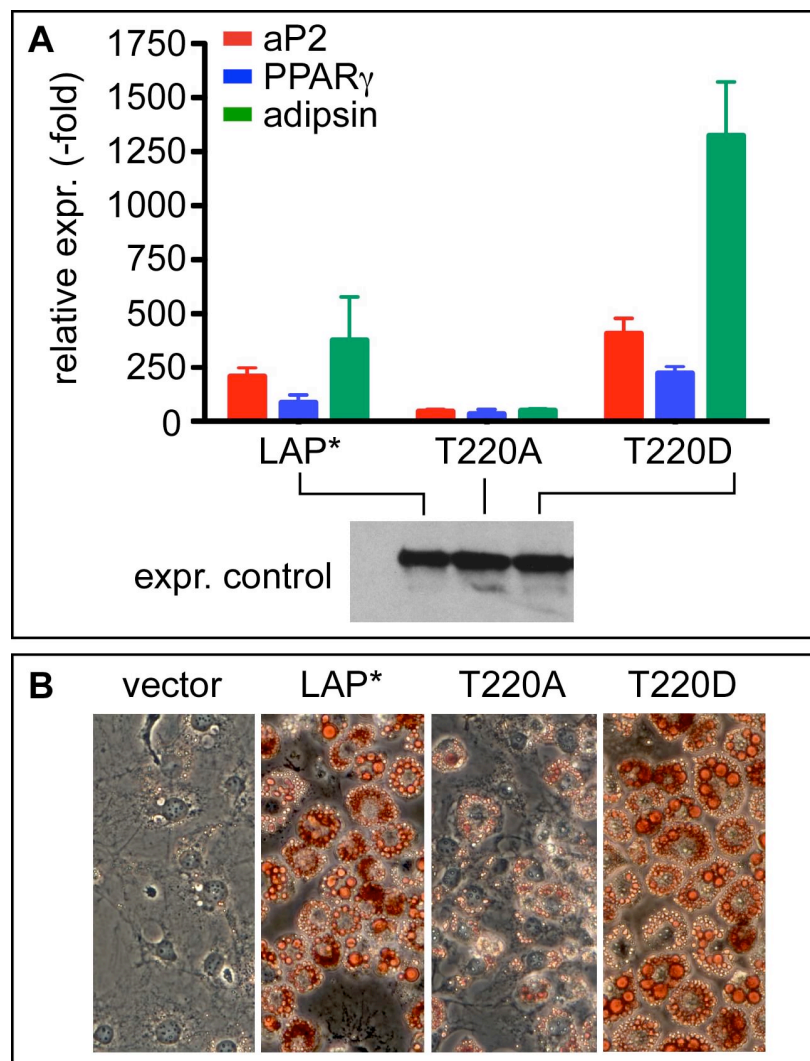 A
aP2
PPARγ
adipsin
relative expr. (-fold)
1750
1500
1250
1000
750
500
250
0
LAP*
T220A
T220D
expr. control
B
vector
LAP*
T220A
T220D